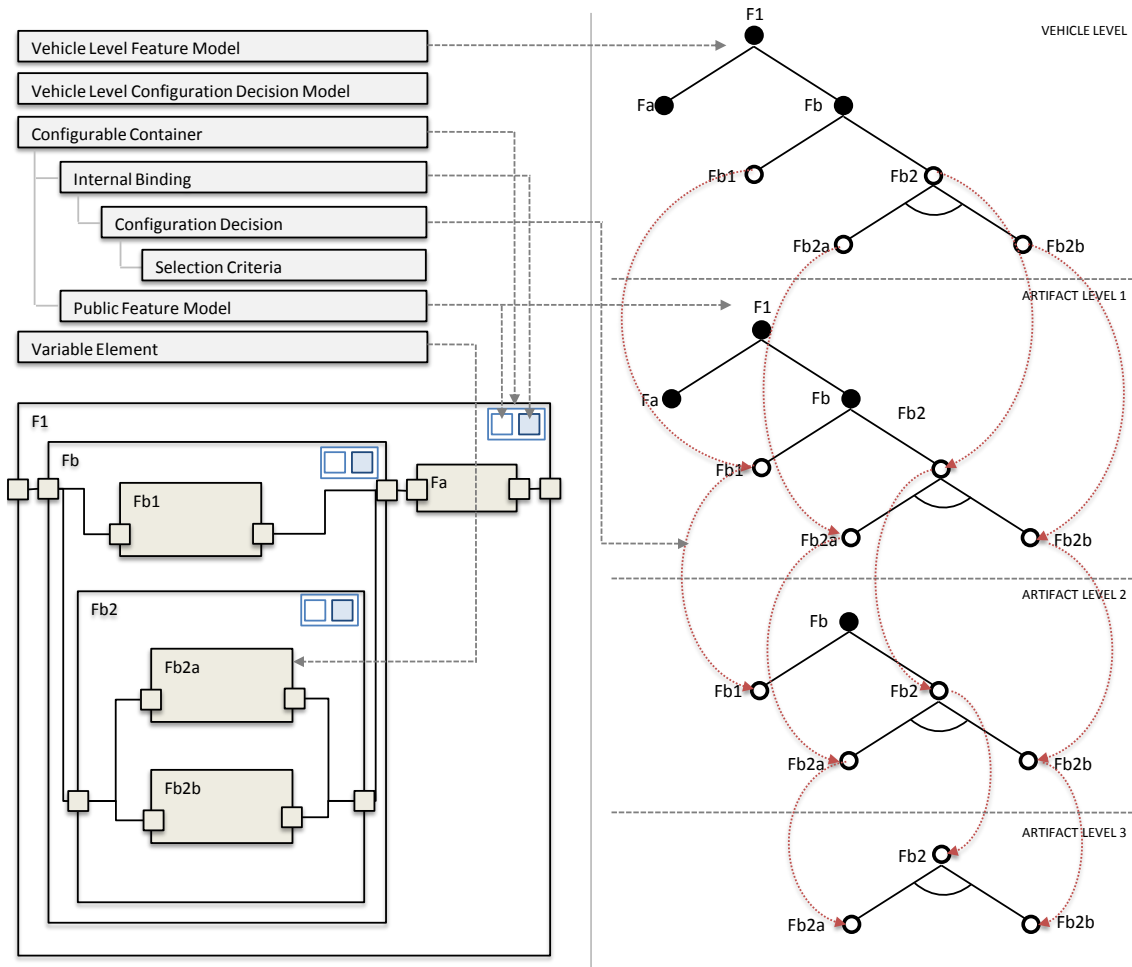 Vehicle Level Feature Model
Vehicle Level Configuration Decision Model
Configurable Container
Internal Binding
Configuration Decision
Selection Criteria
Public Feature Model
Variable Element
F1
Fb
Fa
Fb1
Fb2
Fb2a
Fb2b
VEHICLE LEVEL
F1
Fa
Fb
Fb1
Fb2
Fb2a
Fb2b
ARTIFACT LEVEL 1
F1
Fa
Fb
Fb2
Fb1
Fb2a
Fb2b
ARTIFACT LEVEL 2
Fb
Fb1
Fb2
Fb2a
Fb2b
ARTIFACT LEVEL 3
Fb2
Fb2a
Fb2b